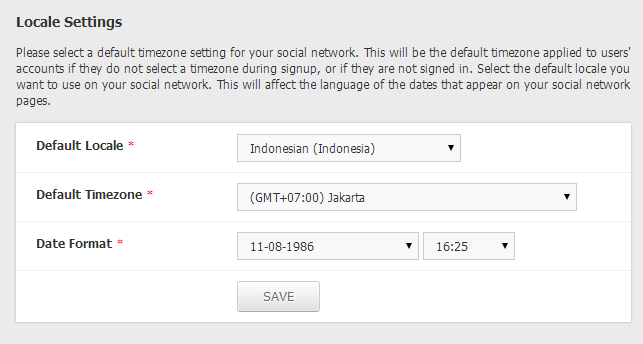 Locale Settings
Please select a default timezone setting for your social network. This will be the default timezone applied to users'
accounts if they do not select a timezone during signup, or if they are not signed in. Select the default locale you
want to use on your social network. This will affect the language of the dates that appear on your social network
pages.
Default Locale * Indonesian (Indonesia)
Default Timezone * (GMT+07:00) Jakarta
Date Format * 11-08-1986 16:25
SAVE